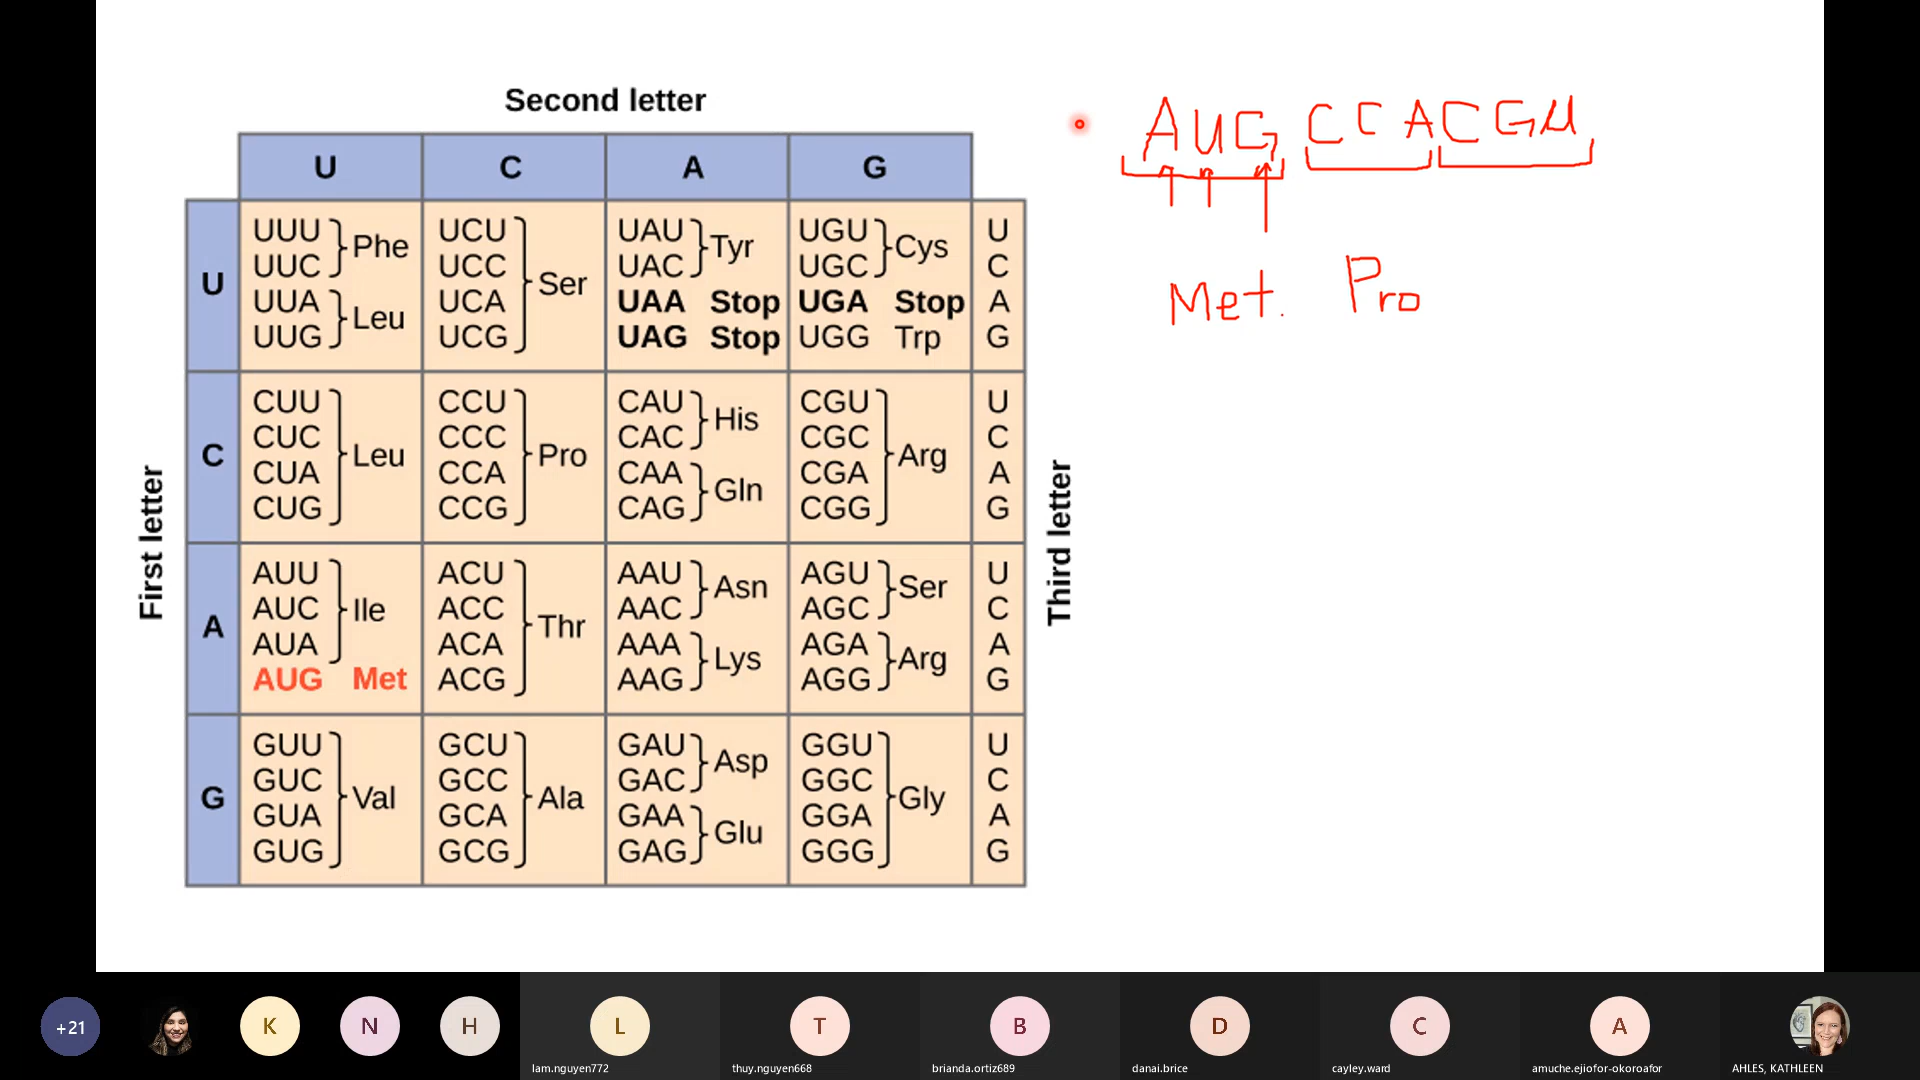 Second letter
U C A G
U
UUU Phe
UUC
UUA Leu
UUG
UCU
UCC
UCA
UCG
Ser
UAU Tyr
UAC
UAA Stop
UAG Stop
UGU Cys
UGC
UGA Stop
UGG Trp
U
C
A
G
C
CUU
CUC
CUA
CUG
Leu
CCU
CCC
CCA
CCG
Pro
CAU His
CAC
CAA Gln
CAG
CGU
CGC
CGA
CGG
Arg
U
C
A
G
A
AUU
AUC
AUA
Ile
AUG Met
ACU
ACC
ACA
ACG
Thr
AAU Asn
AAC
AAA Lys
AAG
AGU Ser
AGC
AGA Arg
AGG
U
C
A
G
G
GUU
GUC
GUA
GUG
Val
GCU
GCC
GCA
GCG
Ala
GAU Asp
GAC
GAA Glu
GAG
GGU
GGC
GGA
GGG
Gly
U
C
A
G
First letter
Third letter
AUG CCA CGU
Met. Pro
+21
K
N
H
L
T
B
D
C
A
lam.nguyen772
thuy.nguyen668
brianda.ortiz689
danai.brice
cayley.ward
amuche.ejiofor-okoroafor
AHLES, KATHLEEN